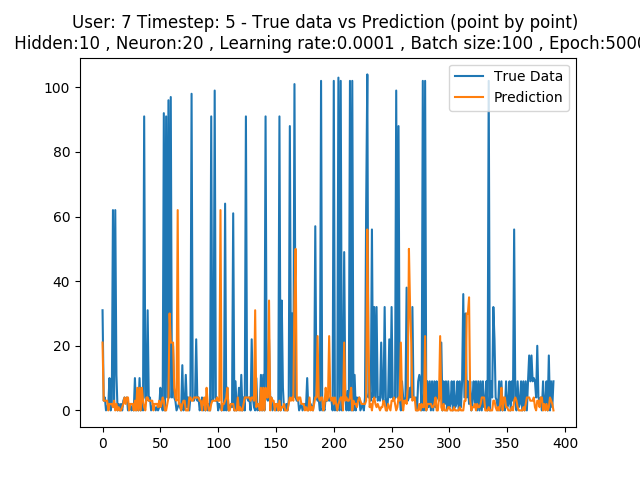 User: 7 Timestep: 5 - True data vs Prediction (point by point)
Hidden:10 , Neuron:20 , Learning rate:0.0001 , Batch size:100 , Epoch:5000
True Data
Prediction
100
80
60
40
20
0
0 50 100 150 200 250 300 350 400